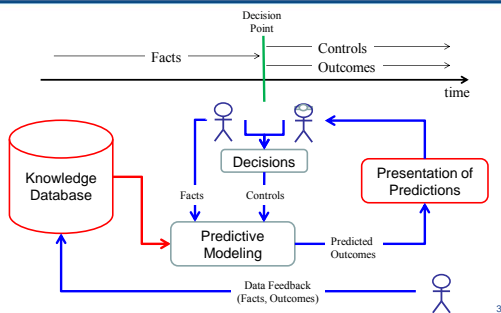 Decision
Point
Controls
Facts
Outcomes
time
Decisions
Knowledge
Database
Presentation of
Predictions
Facts
Controls
Predictive
Modeling
Predicted
Outcomes
Data Feedback
(Facts, Outcomes)
3